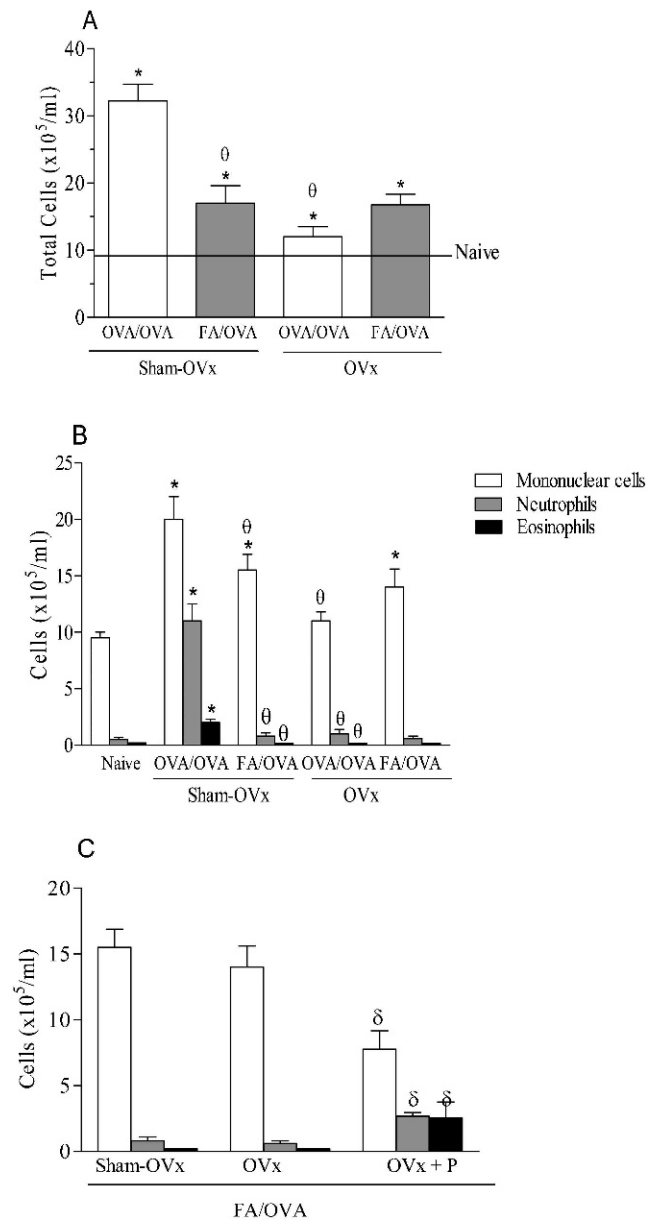 A
Total Cells (x10⁵/ml)
40
30
20
10
0
*
θ
*
θ
*
*
Naive
OVA/OVA FA/OVA OVA/OVA FA/OVA
Sham-OVx OVx
B
Cells (x10⁵/ml)
25
20
15
10
5
0
*
*
*
θ
*
θ θ
θ
θ θ
*
Mononuclear cells
Neutrophils
Eosinophils
Naive OVA/OVA FA/OVA OVA/OVA FA/OVA
Sham-OVx OVx
C
Cells (x10⁵/ml)
20
15
10
5
0
δ
δ δ
Sham-OVx OVx OVx + P
FA/OVA